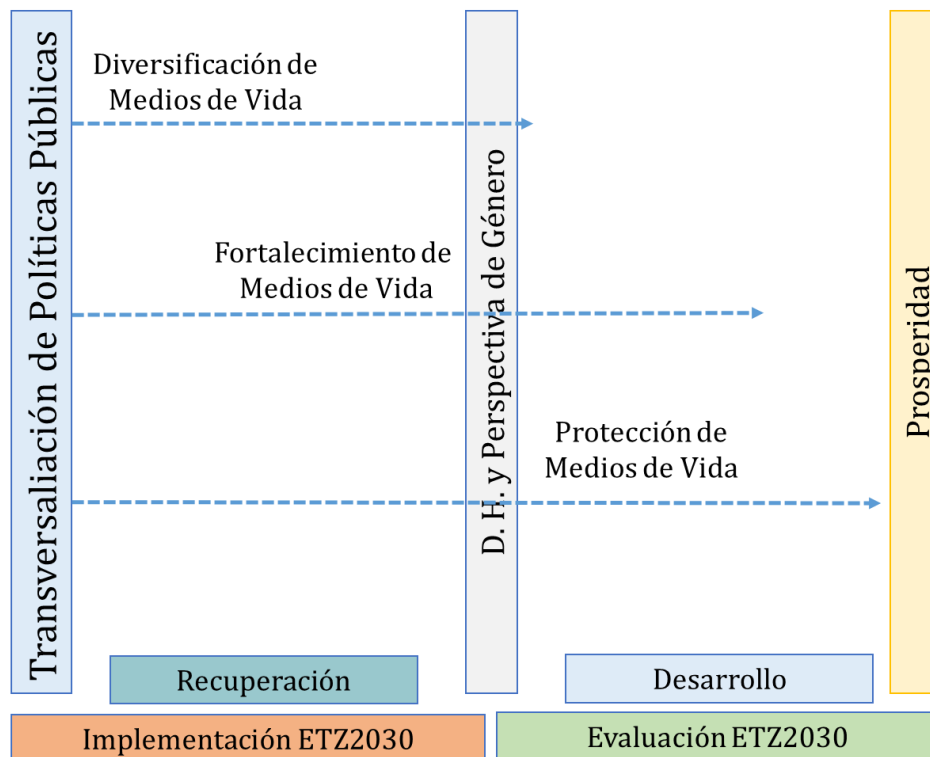 Transversaliación de Políticas Públicas
Diversificación de
Medios de Vida
Fortalecimiento de
Medios de Vida
D. H. y Perspectiva de Género
Protección de
Medios de Vida
Prosperidad
Recuperación
Desarrollo
Implementación ETZ2030
Evaluación ETZ2030